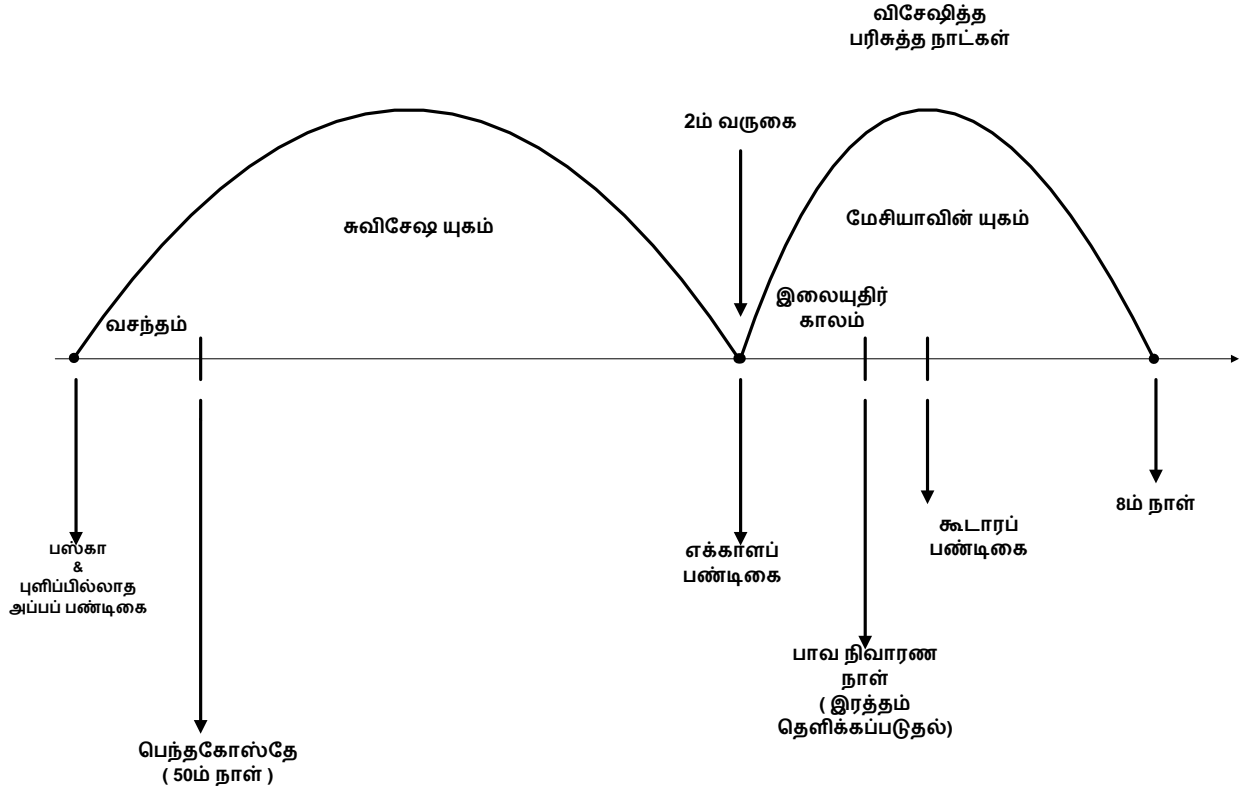 விசேஷித்த
பரிசுத்த நாட்கள்
2ம் வருகை
சுவிசேஷ யுகம்
மேசியாவின் யுகம்
வசந்தம்
இலையுதிர்
காலம்
பஸ்கா
&
புளிப்பில்லாத
அப்பப் பண்டிகை
எக்காளப்
பண்டிகை
கூடாரப்
பண்டிகை
8ம் நாள்
பாவ நிவாரண
நாள்
( இரத்தம்
தெளிக்கப்படுதல்)
பெந்தகோஸ்தே
( 50ம் நாள் )